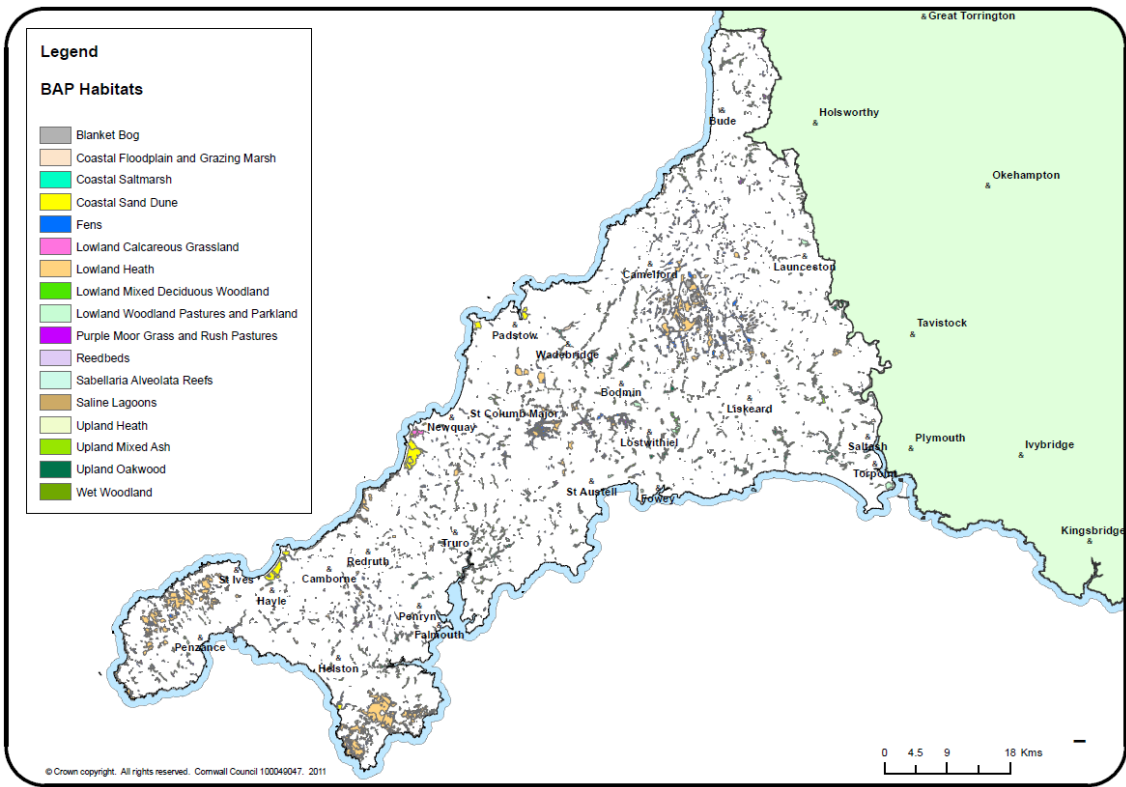 Legend
BAP Habitats
Blanket Bog
Coastal Floodplain and Grazing Marsh
Coastal Saltmarsh
Coastal Sand Dune
Fens
Lowland Calcareous Grassland
Lowland Heath
Lowland Mixed Deciduous Woodland
Lowland Woodland Pastures and Parkland
Purple Moor Grass and Rush Pastures
Reedbeds
Sabellaria Alveolata Reefs
Saline Lagoons
Upland Heath
Upland Mixed Ash
Upland Oakwood
Wet Woodland
& Great Torrington
&
Holsworthy
&
Bude
&
Okehampton
&
Launceston
&
Camelford
&
Tavistock
&
Padstow
&
Wadebridge
&
Bodmin
&
Liskeard
&
St Columb Major
&
Newquay
&
Lostwithiel
&
Saltash
&
Plymouth
&
Ivybridge
&
Torpoint
&
St Austell
&
Fowey
&
Kingsbridge
&
Truro
&
Redruth
&
Camborne
&
St Ives
&
Hayle
&
Penryn
&
Falmouth
&
Penzance
&
Helston
0 4.5 9 18 Kms
© Crown copyright. All rights reserved. Cornwall Council 100049047. 2011